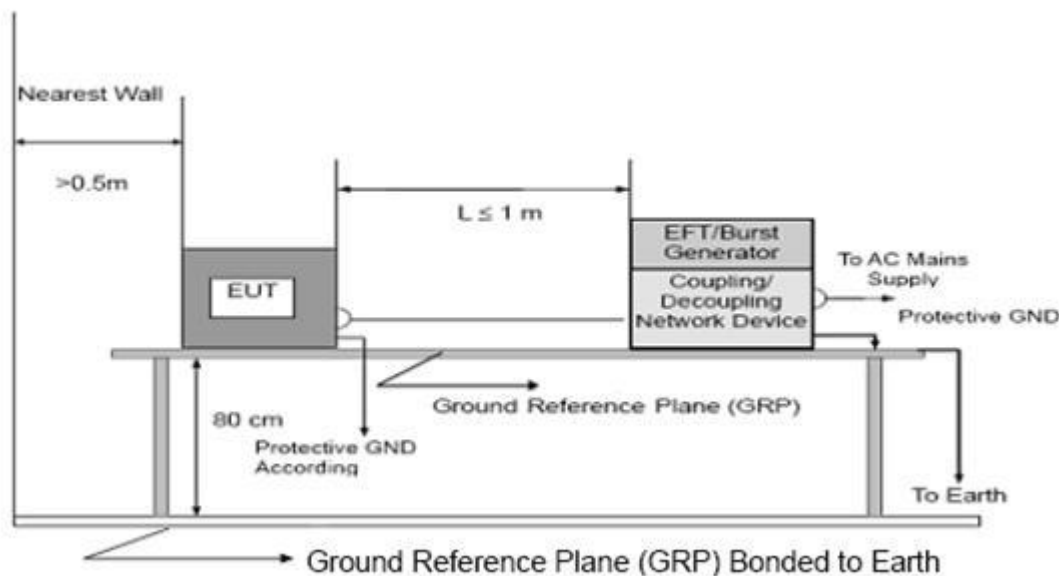 Nearest Wall
>0.5m
L ≤ 1 m
EUT
EFT/Burst
Generator
Coupling/
Decoupling
Network Device
To AC Mains
Supply
Protective GND
80 cm
Ground Reference Plane (GRP)
Protective GND
According
To Earth
Ground Reference Plane (GRP) Bonded to Earth